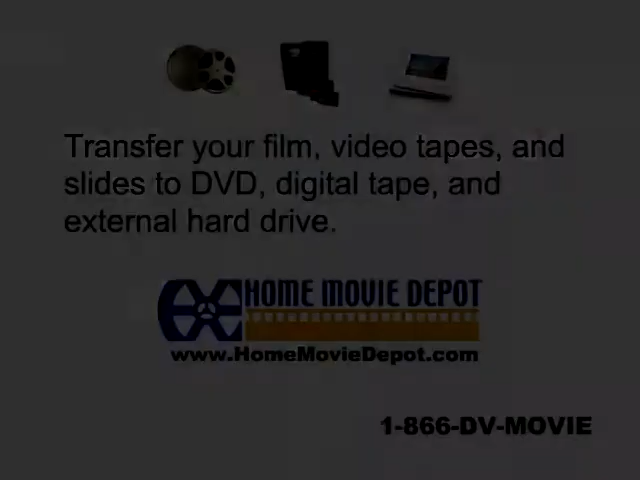 Transfer your film, video tapes, and
slides to DVD, digital tape, and
external hard drive.
HOME MOVIE DEPOT
www.HomeMovieDepot.com
1-866-DV-MOVIE